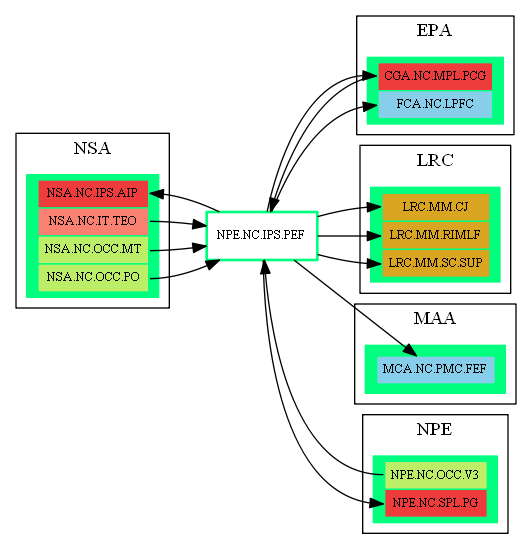 NSA
NSA.NC.IPS.AIP
NSA.NC.IT.TEO
NSA.NC.OCC.MT
NSA.NC.OCC.PO
NPE.NC.IPS.PEF
EPA
CGA.NC.MPL.PCG
FCA.NC.LPFC
LRC
LRC.MM.CJ
LRC.MM.RIMLF
LRC.MM.SC.SUP
MAA
MCA.NC.PMC.FEF
NPE
NPE.NC.OCC.V3
NPE.NC.SPL.PG